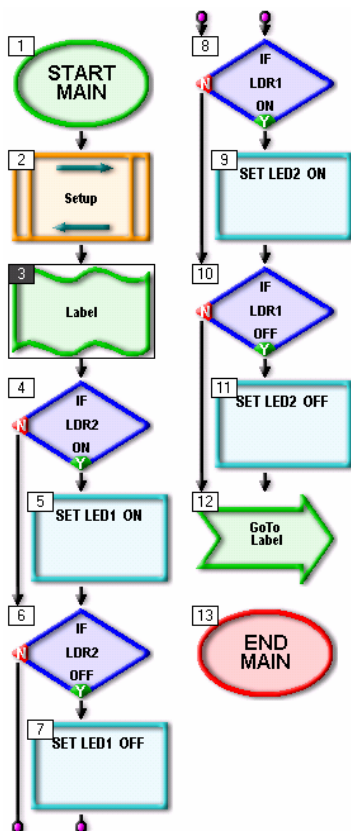 1
START
MAIN
2
Setup
3
Label
4
IF
LDR2
ON
N
Y
5
SET LED1 ON
6
IF
LDR2
OFF
N
Y
7
SET LED1 OFF
8
IF
LDR1
ON
N
Y
9
SET LED2 ON
10
IF
LDR1
OFF
N
Y
11
SET LED2 OFF
12
GoTo
Label
13
END
MAIN